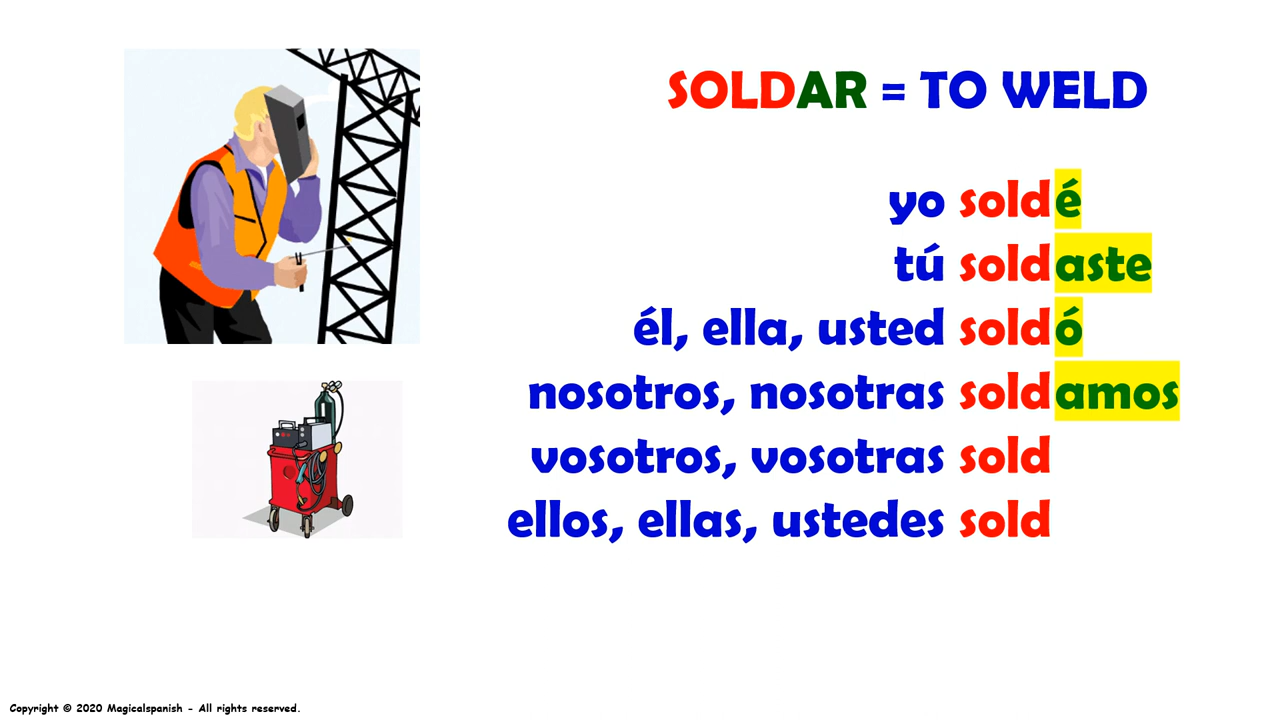 SOLDAR = TO WELD
yo soldé
tú soldaste
él, ella, usted soldó
nosotros, nosotras soldamos
vosotros, vosotras sold
ellos, ellas, ustedes sold
Copyright © 2020 Magicalspanish - All rights reserved.